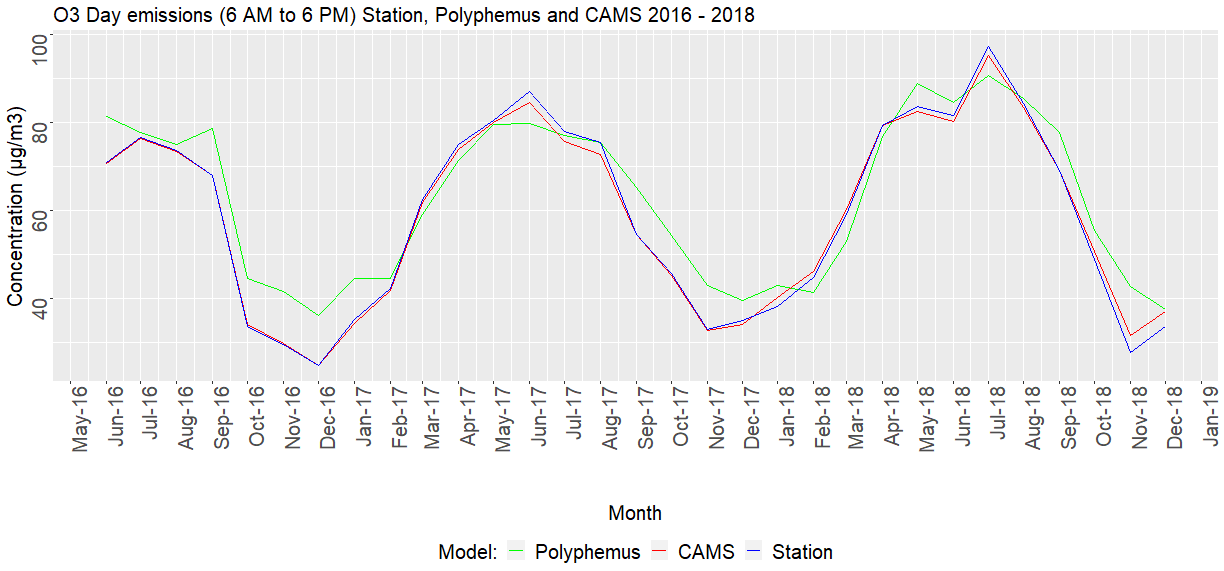 O3 Day emissions (6 AM to 6 PM) Station, Polyphemus and CAMS 2016 - 2018
Concentration (µg/m3)
100
80
60
40
May-16
Jun-16
Jul-16
Aug-16
Sep-16
Oct-16
Nov-16
Dec-16
Jan-17
Feb-17
Mar-17
Apr-17
May-17
Jun-17
Jul-17
Aug-17
Sep-17
Oct-17
Nov-17
Dec-17
Jan-18
Feb-18
Mar-18
Apr-18
May-18
Jun-18
Jul-18
Aug-18
Sep-18
Oct-18
Nov-18
Dec-18
Jan-19
Month
Model: Polyphemus CAMS Station